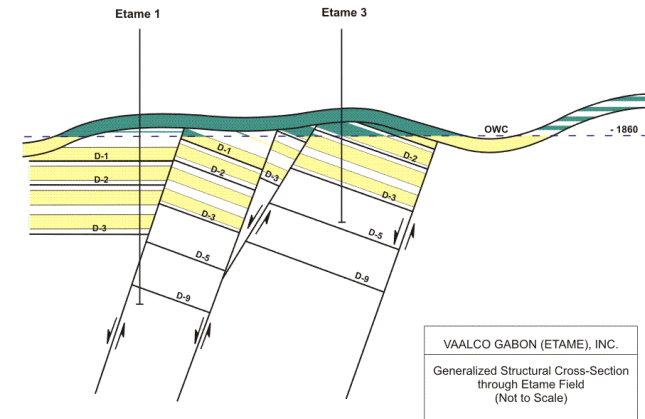 Etame 1
Etame 3
OWC
- 1860
D-1
D-2
D-3
D-1
D-2
D-3
D-3
D-5
D-9
D-2
D-3
D-5
D-9
VAALCO GABON (ETAME), INC.
Generalized Structural Cross-Section
through Etame Field
(Not to Scale)